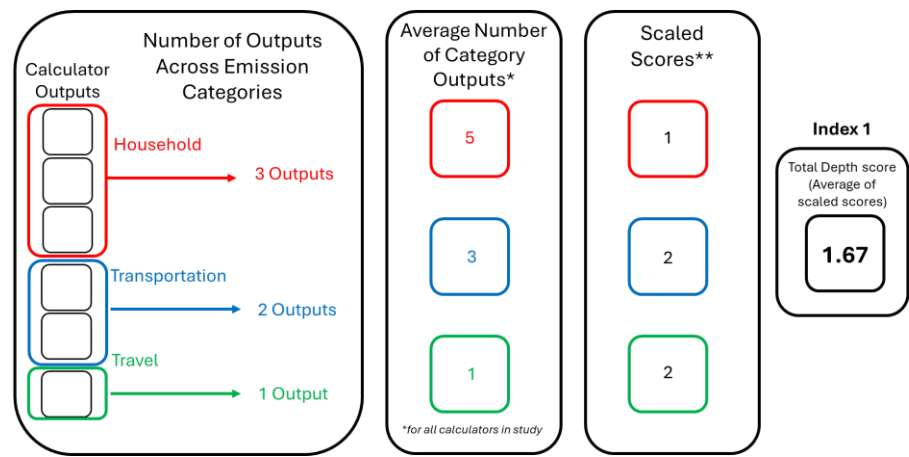 Number of Outputs
Across Emission
Categories
Calculator
Outputs
Household
3 Outputs
Transportation
2 Outputs
Travel
1 Output
Average Number
of Category
Outputs*
5
3
1
*for all calculators in study
Scaled
Scores**
1
2
2
Index 1
Total Depth score
(Average of
scaled scores)
1.67